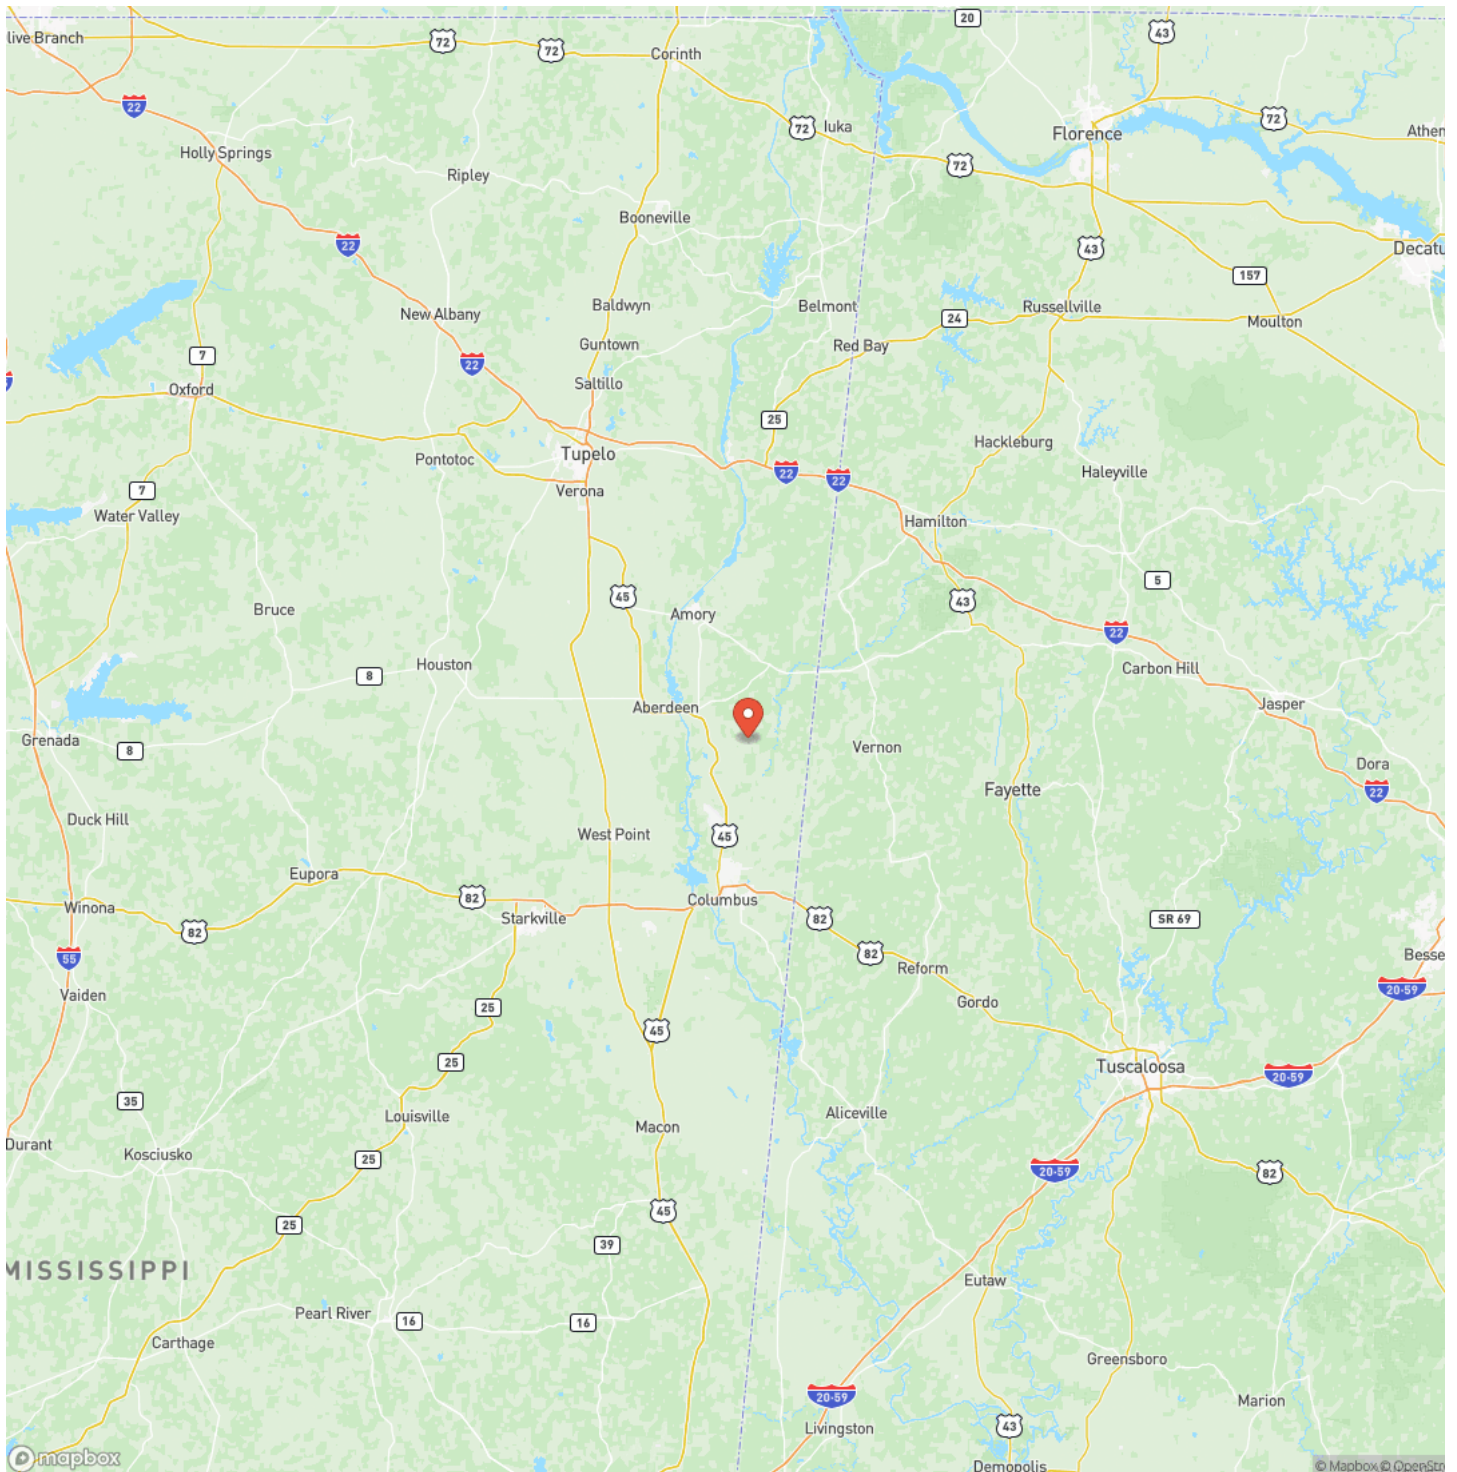 20
43
live Branch
72
72
Corinth
22
72
Iuka
Florence
72
Athen
Holly Springs
72
Ripley
Booneville
22
43
Decatu
157
New Albany
Baldwyn
Belmont
Russellville
24
Moulton
Guntown
Red Bay
7
22
Saltillo
Oxford
25
Hackleburg
Tupelo
Pontotoc
22
22
Haleyville
7
Verona
Water Valley
Hamilton
5
45
43
Bruce
Amory
22
Houston
8
Carbon Hill
Aberdeen
Jasper
Grenada
8
Vernon
Dora
Fayette
22
Duck Hill
West Point
45
Eupora
82
Columbus
Winona
82
Starkville
82
SR 69
55
82
Besse
Reform
20-59
Vaiden
25
Gordo
45
25
Tuscaloosa
20-59
35
Louisville
Aliceville
Macon
Durant
Kosciusko
25
20-59
82
45
25
39
MISSISSIPPI
Eutaw
Pearl River
16
16
Carthage
Greensboro
20-59
Marion
43
Livingston
mapbox
Demopolis
© Mapbox © OpenStre